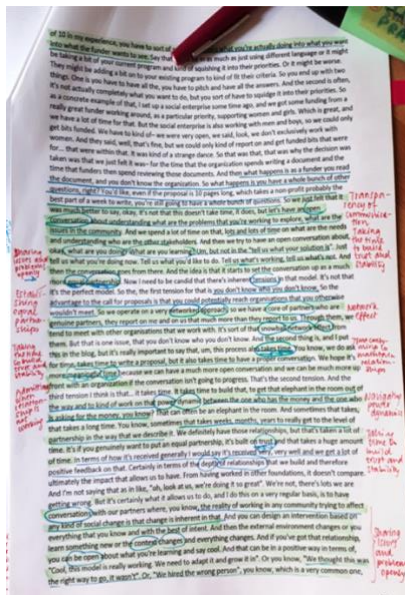 of 10 in my experience, you have to sort of what you're actually doing into what you want
into what the funder wants to see. Say that as much as just using different language or it might
be taking a bit of your current program and kind of squishing it into their priorities. Or it might be worse.
They might be adding a bit to your existing program to kind of fit their criteria. So you end up with two
things. One is you have to have all the, you have to pitch and have all the answers. And the second is often,
it's not actually completely what you want to do, but you sort of have to squidge it into their priorities. So
as a concrete example of that, I set up a social enterprise some time ago, and we got some funding from a
really great funder working around, as a particular priority, supporting women and girls. Which is great, and
we have a lot of time for that. But the social enterprise is also working with men and boys, so we could only
get bits funded. We have to kind of– we were very open, we said, look, we don't exclusively work with
women. And they said, well, that's fine, but we could only kind of report on and get funded bits that were
for... that were within that. It was kind of a strange dance. So that was that, that was why the decision was
taken was that we just felt it was– for the time that the organisation spends writing a document and the
time that funders then spend reviewing those documents. And then what happens is as a funder you read
the document, and you don't know the organisation. So what happens is you have a whole bunch of other
questions, right? You'd like, even if the proposal is 10 pages long, which takes a non-profit probably the
best part of a week to write, you're still going to have a whole bunch of questions. So we just felt that it
was much better to say, okay, it's not that this doesn't take time, it does, but let's have an open
conversation about understanding what are the problems that you're working to explore, what are the
issues in the community. And we spend a lot of time on that, lots and lots of time on what are the needs
and understanding who are the other stakeholders. And then we try to have an open conversation about,
okay, what are you doing? What are you learning? Um, but not in the "tell us what your solution is". Just
tell us what you're doing now. Tell us what you'd like to do. Tell us what's working, tell us what's not. And
then the conversation goes from there. And the idea is that it starts to set the conversation up as a much
more equal Now I need to be candid that there's inherent tensions in that model. It's not that
it's the perfect model. So, the first tension for that is you don't know who you don't know. So the
advantage to the call for proposals is that you could potentially reach organisations that you otherwise
wouldn't meet. So we operate on a very networked approach so we have core of partners who are
genuine partners, they report on us and on us that much more than they report to us. Through them, we
tend to meet with other organisations that we work with. It's sort of that snowball network effect from
them. But that is one issue, that you don't know who you don't know. And the second thing is, and I put
this in the blog, but it's really important to say that, um, this process also takes time. You know, we do ask
for time, takes time to write a proposal, but it also takes time to have a good conversation. We hope it's
more because we can have a much more open conversation and we can be much more so
front with an organisation if the conversation isn't going to progress. That's the second tension. And the
third tension I think is that... it takes time. It takes time to build that, to get that elephant in the room out of
the way and to kind of work on that power dynamic between the one who has the money and the one who
is asking for the money, you know? That can often be an elephant in the room. And sometimes that takes,
that takes a long time. You know, sometimes that takes weeks, months, years to really get to the level of
partnership in the way that we describe it. We definitely have those relationships, but that's taken a lot of
time. It's if you genuinely want to put an equal partnership, it's built on and that takes a huge amount
of time. In terms of how it's received generally I would say it's received very well and we get a lot of
positive feedback on that. Certainly in terms of the depth of relationships that we build and therefore
ultimately the impact that allows us to have. From having worked in other foundations, it doesn't compare.
And I'm not saying that as in like, "ah, look at us, we're doing it so great". We're not, there's lots we are
getting wrong. But it's certainly what it allows us to do, and I do this on a very regular basis, is to have
conversations with our partners where, you know, the reality of working in any community trying to affect
any kind of social change is that change is inherent in that. And you can design an intervention based on
everything that you know and with the best of intent. And then the external environment changes or you
learn something new or the context changes and everything changes. And if you've got that relationship,
you can be open about what you're learning and say cool. And that can be in a positive way in terms of,
"Cool, this model is really working. We need to adapt it and grow it in". Or, you know, "We thought this was
the right way to go, it wasn't". Or, "We hired the wrong person", you know, which is a very common one,
Sharing issues and problems openly
Establishing equal partnerships
Taking time to build trust and stability
Admitting when partnership is not working
Transparency of communication
Taking time to build trust and stability
Network effect
Time
Navigating power dynamics
Taking time to build trust and stability
Sharing issues and problems openly